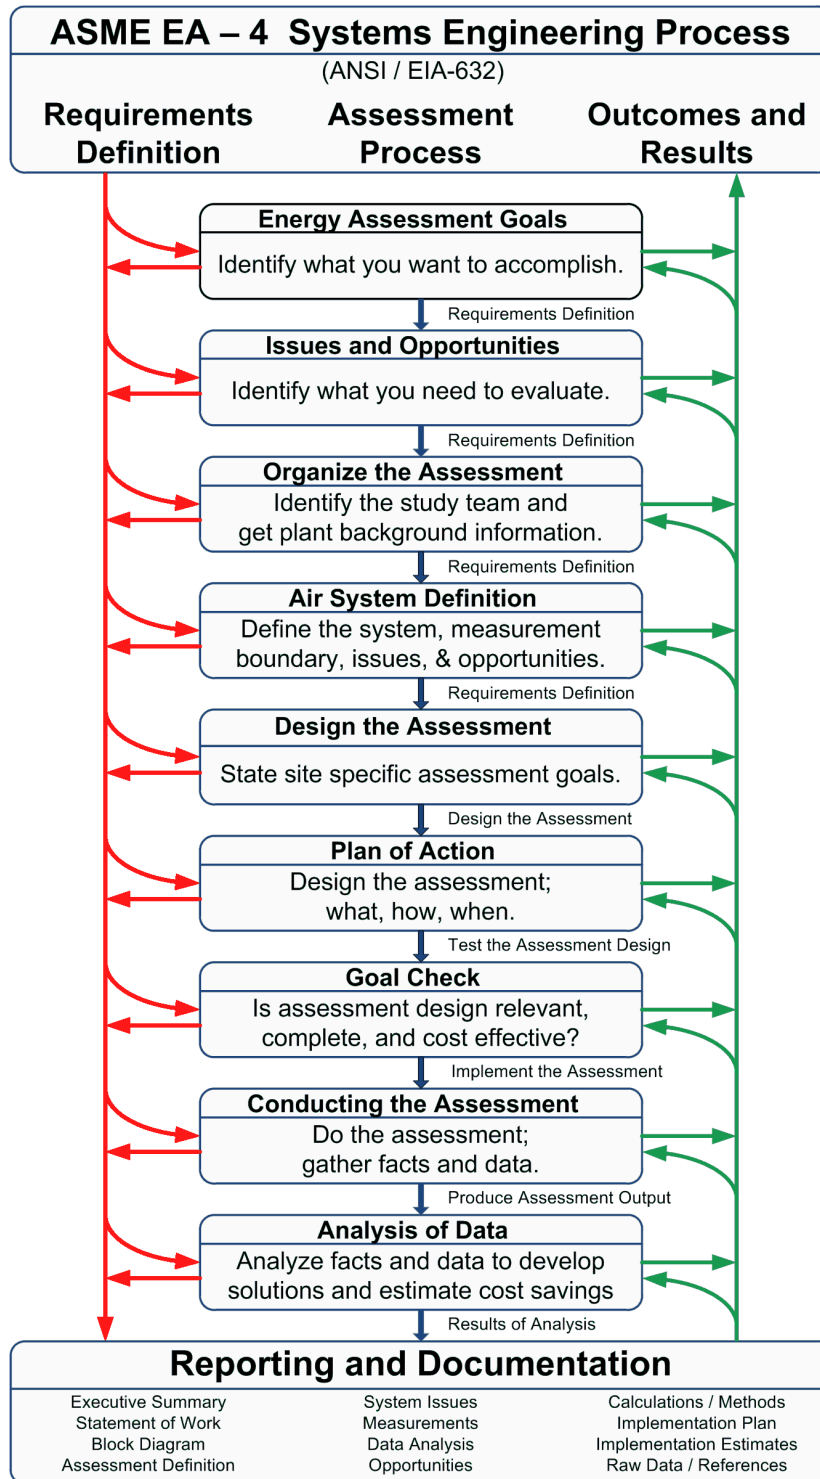 ASME EA – 4  Systems Engineering Process
(ANSI / EIA-632)
Requirements
Definition
Assessment
Process
Outcomes and
Results
Energy Assessment Goals
Identify what you want to accomplish.
Requirements Definition
Issues and Opportunities
Identify what you need to evaluate.
Requirements Definition
Organize the Assessment
Identify the study team and
get plant background information.
Requirements Definition
Air System Definition
Define the system, measurement
boundary, issues, & opportunities.
Requirements Definition
Design the Assessment
State site specific assessment goals.
Design the Assessment
Plan of Action
Design the assessment;
what, how, when.
Test the Assessment Design
Goal Check
Is assessment design relevant,
complete, and cost effective?
Implement the Assessment
Conducting the Assessment
Do the assessment;
gather facts and data.
Produce Assessment Output
Analysis of Data
Analyze facts and data to develop
solutions and estimate cost savings
Results of Analysis
Reporting and Documentation
Executive Summary
Statement of Work
Block Diagram
Assessment Definition
System Issues
Measurements
Data Analysis
Opportunities
Calculations / Methods
Implementation Plan
Implementation Estimates
Raw Data / References